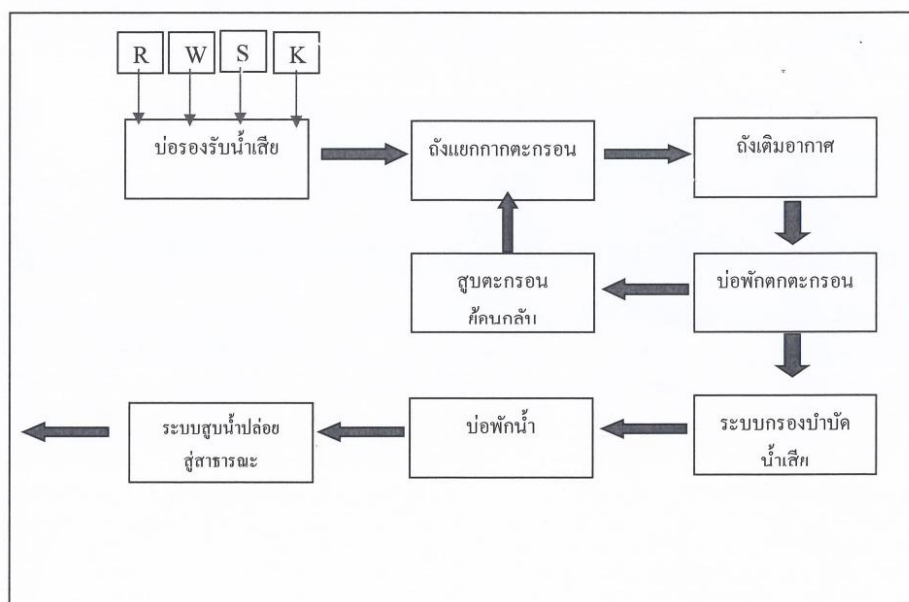 R W S K
บ่อรองรับน้ำเสีย
ถังแยกกากตะกรอน
ถังเติมอากาศ
สูบตะกรอน
ย้อนกลับ
บ่อพักตกตะกรอน
ระบบสูบน้ำปล่อย
สู่สาธารณะ
บ่อพักน้ำ
ระบบกรองบำบัด
น้ำเสีย